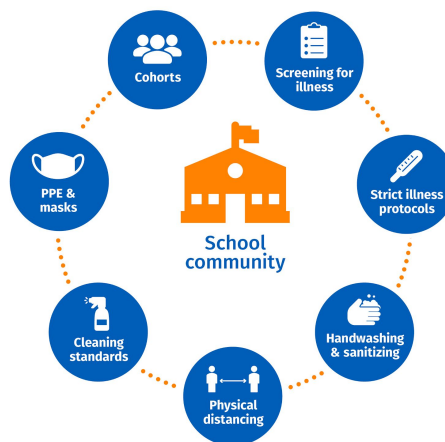 Cohorts
Screening for
illness
PPE &
masks
Strict illness
protocols
School
community
Cleaning
standards
Handwashing
& sanitizing
Physical
distancing